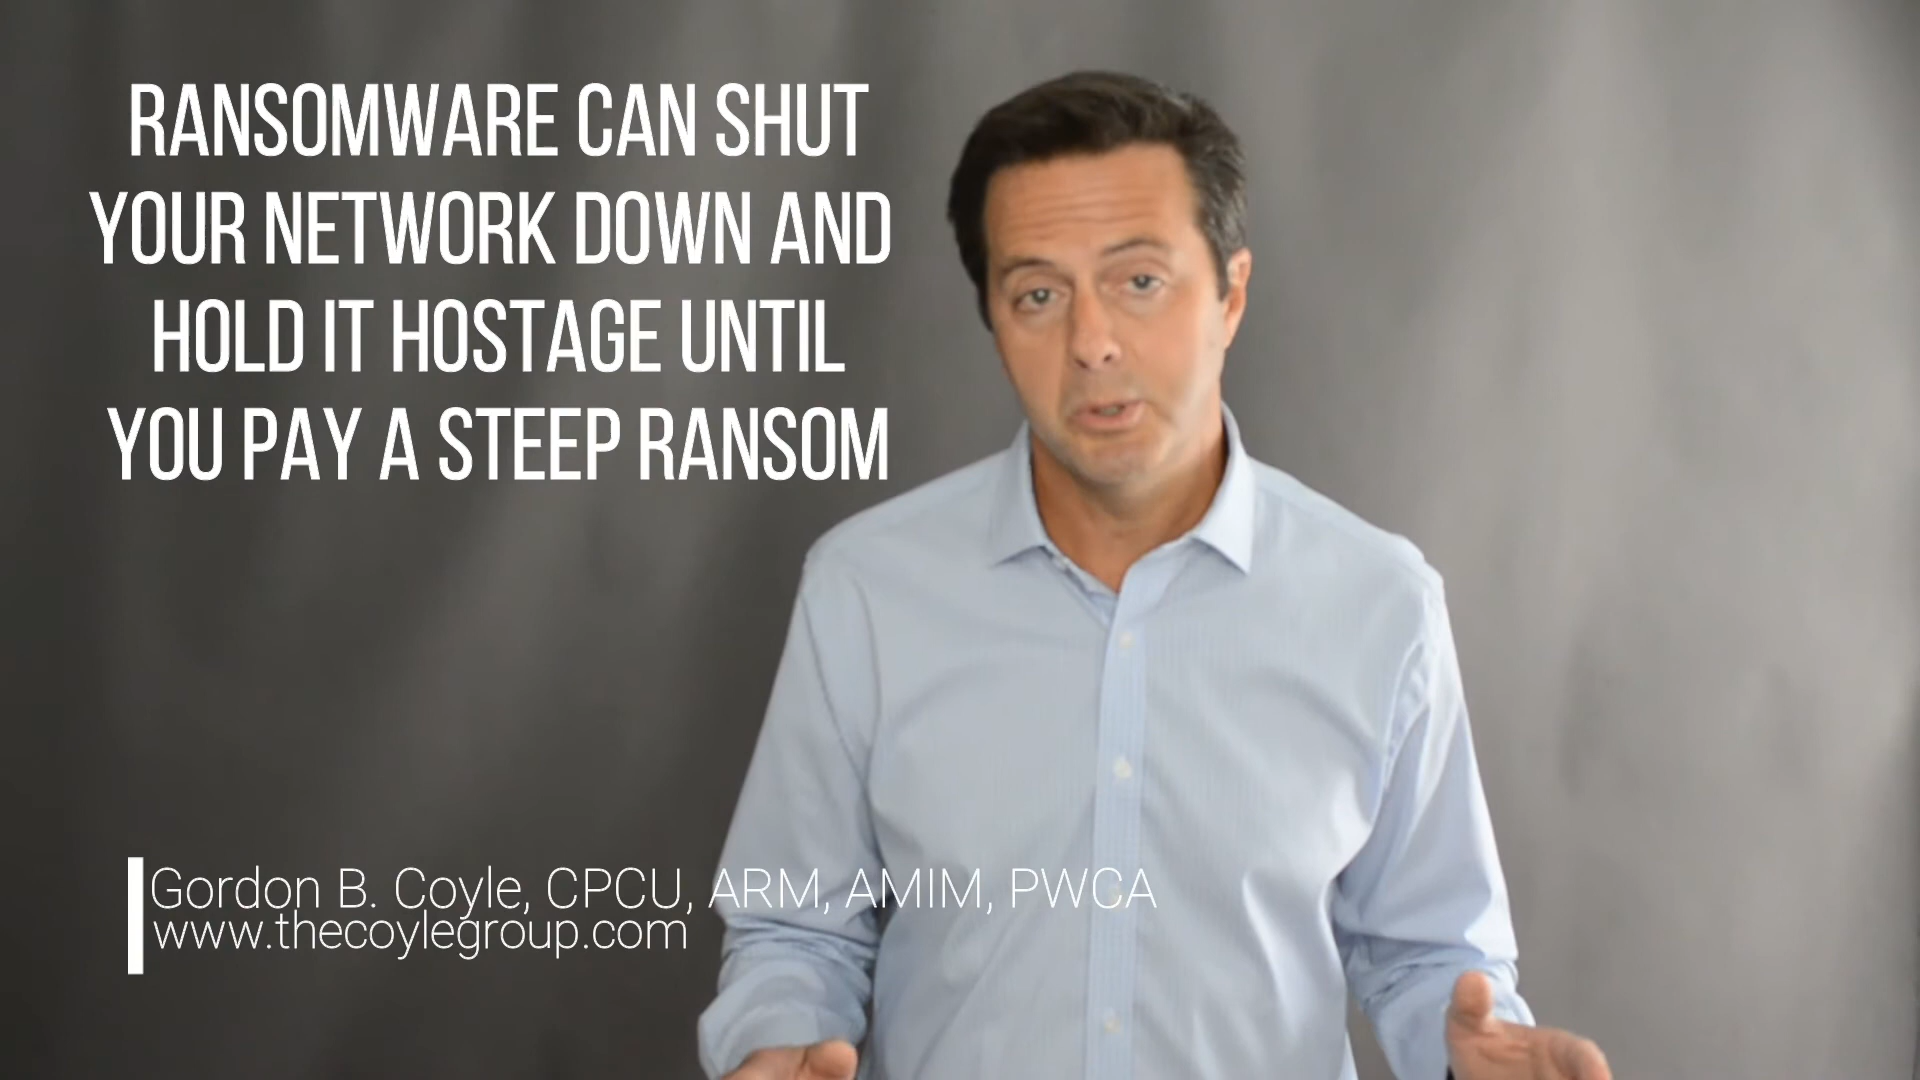 RANSOMWARE CAN SHUT
YOUR NETWORK DOWN AND
HOLD IT HOSTAGE UNTIL
YOU PAY A STEEP RANSOM
Gordon B. Coyle, CPCU, ARM, AMIM, PWCA
www.thecoylegroup.com